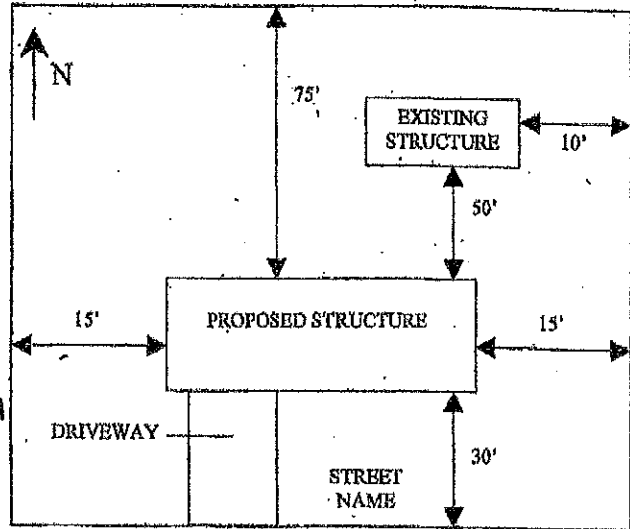 N
75'
EXISTING
STRUCTURE
10'
50'
15'
PROPOSED STRUCTURE
15'
DRIVEWAY
30'
STREET
NAME